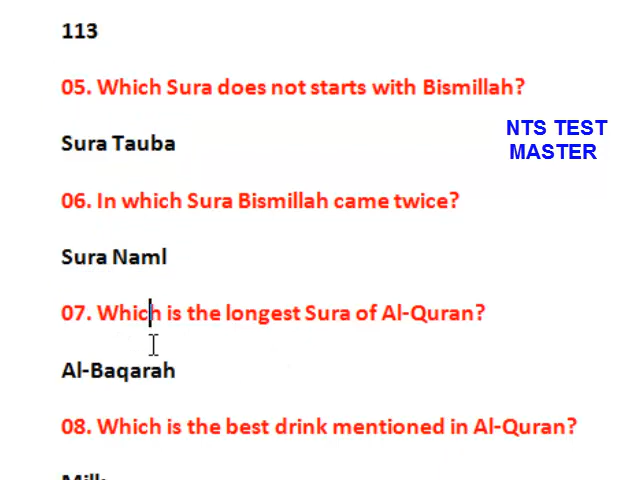 113
05. Which Sura does not starts with Bismillah?
NTS TEST
MASTER
Sura Tauba
06. In which Sura Bismillah came twice?
Sura Naml
07. Which is the longest Sura of Al-Quran?
Al-Baqarah
08. Which is the best drink mentioned in Al-Quran?
Milk